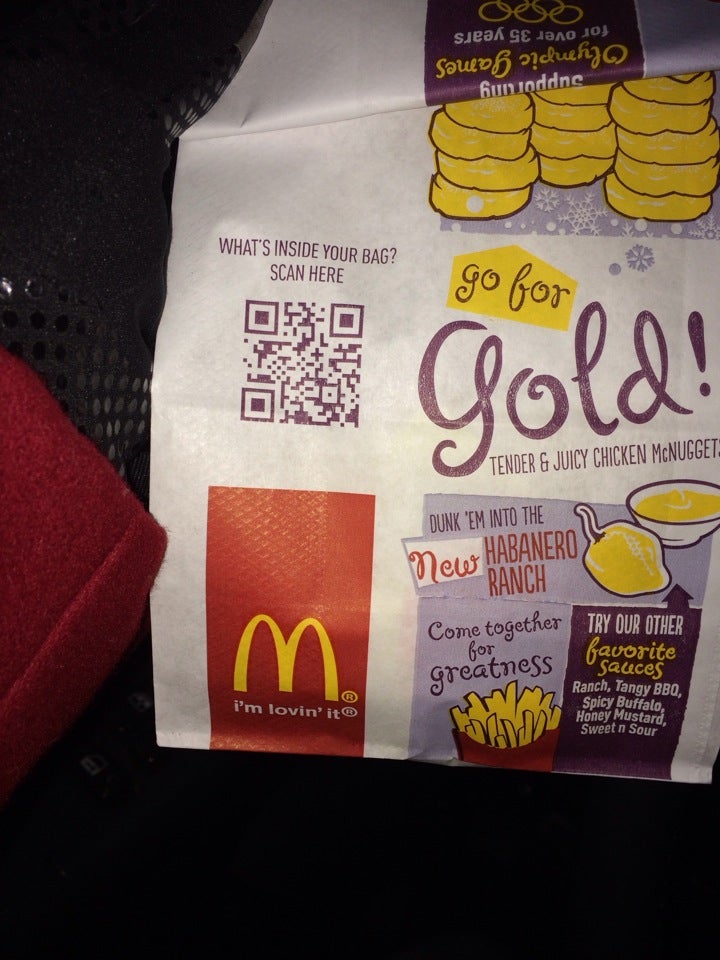 Supporting
Olympic Games
for over 35 years
WHAT'S INSIDE YOUR BAG?
SCAN HERE
go for
Gold!
TENDER & JUICY CHICKEN McNUGGETS
DUNK 'EM INTO THE
New HABANERO
RANCH
Come together
for
greatness
TRY OUR OTHER
favorite
sauces
Ranch, Tangy BBQ,
Spicy Buffalo,
Honey Mustard,
Sweet n Sour
M®
i'm lovin' it®